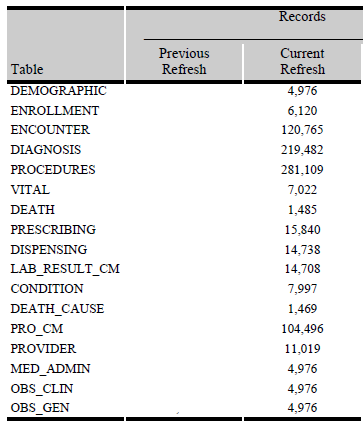 Records
Previous Current
Table Refresh Refresh
DEMOGRAPHIC 4,976
ENROLLMENT 6,120
ENCOUNTER 120,765
DIAGNOSIS 219,482
PROCEDURES 281,109
VITAL 7,022
DEATH 1,485
PRESCRIBING 15,840
DISPENSING 14,738
LAB_RESULT_CM 14,708
CONDITION 7,997
DEATH_CAUSE 1,469
PRO_CM 104,496
PROVIDER 11,019
MED_ADMIN 4,976
OBS_CLIN 4,976
OBS_GEN 4,976